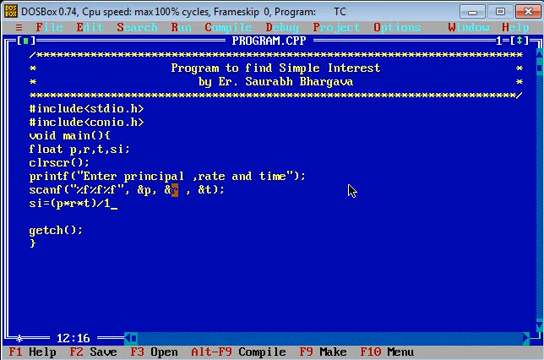 DOSBox 0.74, Cpu speed: max 100% cycles, Frameskip 0, Program: TC
≡ File Edit Search Run Compile Debug Project Options Window Help
PROGRAM.CPP 1=[↕]
/***************************************************************
* Program to find Simple Interest *
* by Er. Saurabh Bhargava *
***************************************************************/
#include<stdio.h>
#include<conio.h>
void main(){
float p,r,t,si;
clrscr();
printf("Enter principal ,rate and time");
scanf("%f%f%f", &p, &r , &t);
si=(p*r*t)/1_
getch();
}
12:16
F1 Help F2 Save F3 Open Alt-F9 Compile F9 Make F10 Menu